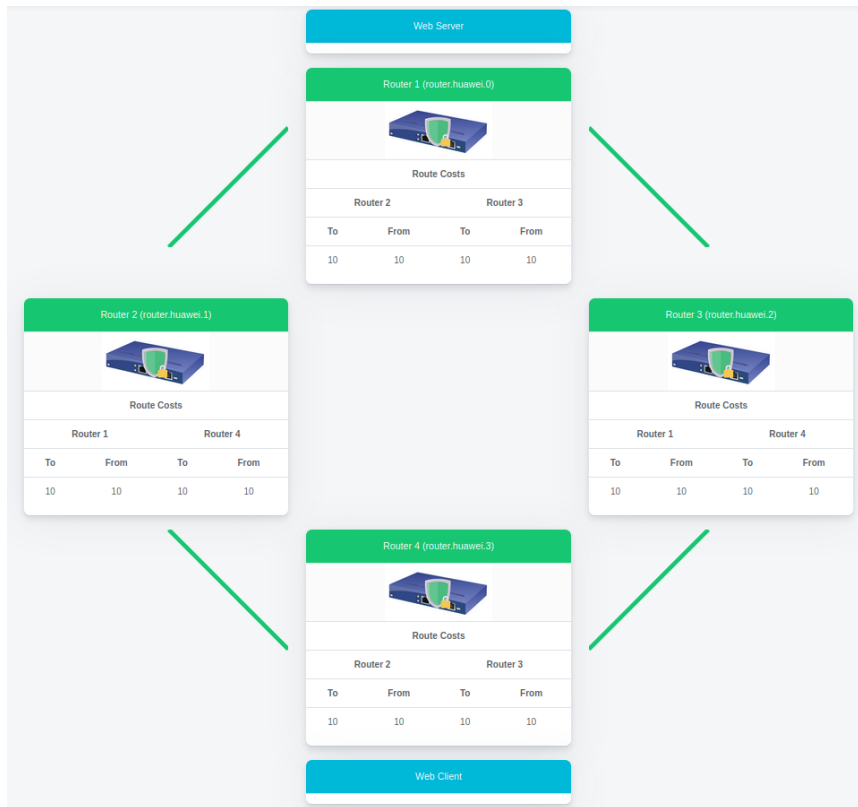 Web Server
Router 1 (router.huawei.0)
Route Costs
Router 2 Router 3
To From To From
10 10 10 10
Router 2 (router.huawei.1)
Route Costs
Router 1 Router 4
To From To From
10 10 10 10
Router 3 (router.huawei.2)
Route Costs
Router 1 Router 4
To From To From
10 10 10 10
Router 4 (router.huawei.3)
Route Costs
Router 2 Router 3
To From To From
10 10 10 10
Web Client